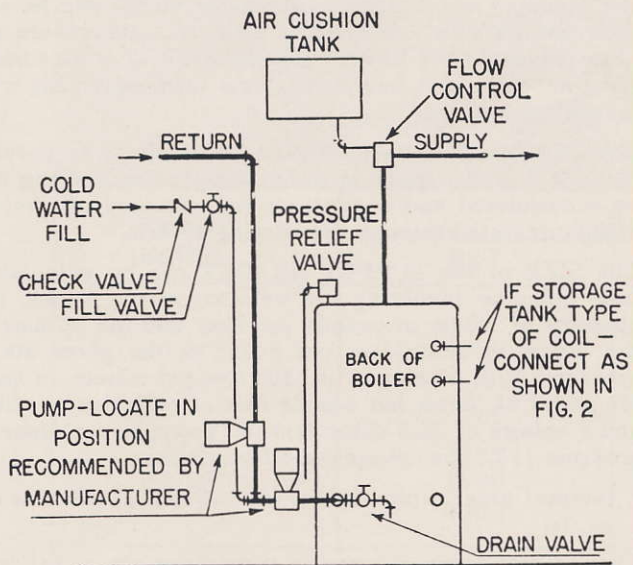 AIR CUSHION
TANK
FLOW
CONTROL
VALVE
RETURN
SUPPLY
COLD
WATER
FILL
PRESSURE
RELIEF
VALVE
CHECK VALVE
FILL VALVE
IF STORAGE
TANK TYPE
OF COIL—
CONNECT AS
SHOWN IN
FIG. 2
BACK OF
BOILER
PUMP-LOCATE IN
POSITION
RECOMMENDED BY
MANUFACTURER
DRAIN VALVE